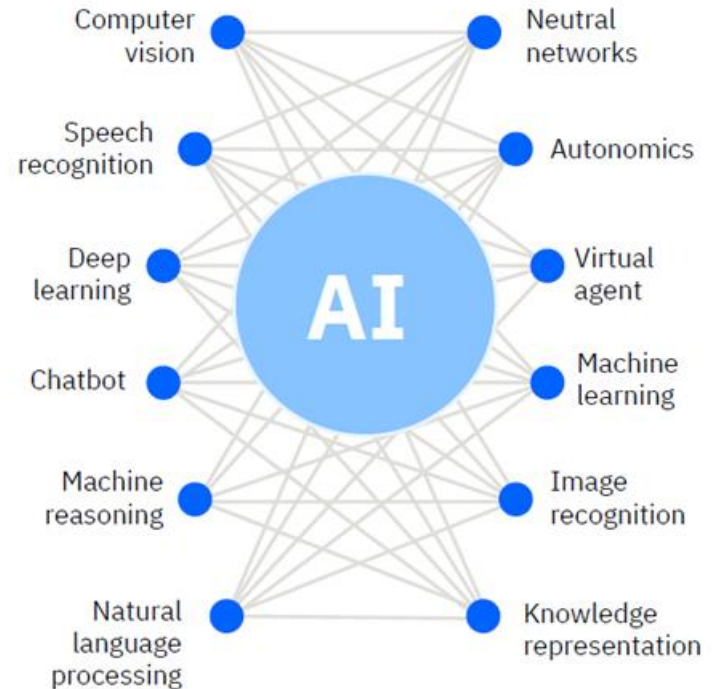 Computer
vision
Neutral
networks
Speech
recognition
Autonomics
Deep
learning
Virtual
agent
AI
Chatbot
Machine
learning
Machine
reasoning
Image
recognition
Natural
language
processing
Knowledge
representation